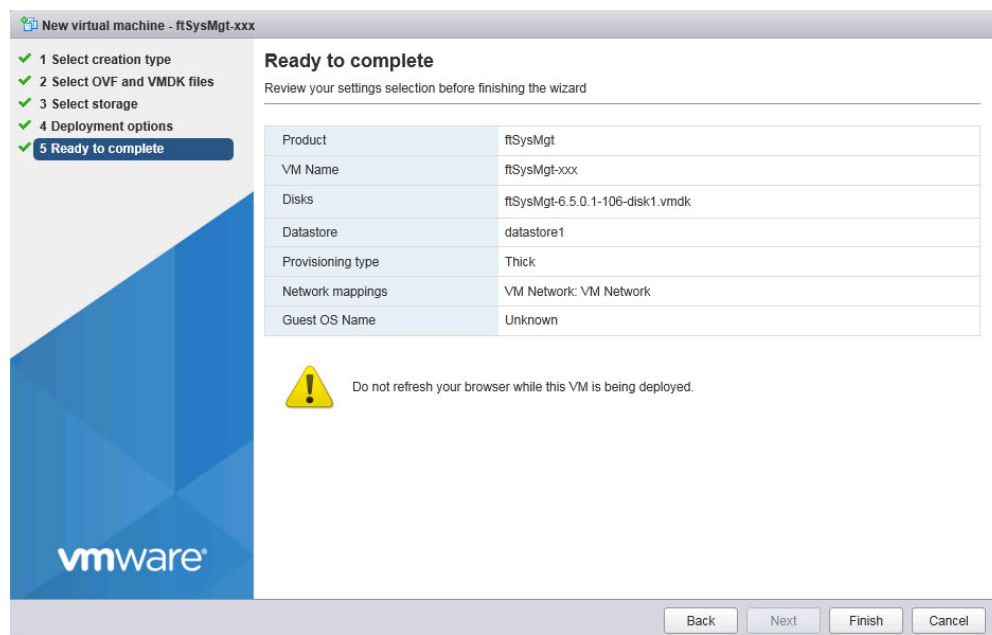 New virtual machine - ftSysMgt-xxx
1 Select creation type
2 Select OVF and VMDK files
3 Select storage
4 Deployment options
5 Ready to complete
Ready to complete
Review your settings selection before finishing the wizard
Product ftSysMgt
VM Name ftSysMgt-xxx
Disks ftSysMgt-6.5.0.1-106-disk1.vmdk
Datastore datastore1
Provisioning type Thick
Network mappings VM Network: VM Network
Guest OS Name Unknown
Do not refresh your browser while this VM is being deployed.
vmware®
Back Next Finish Cancel